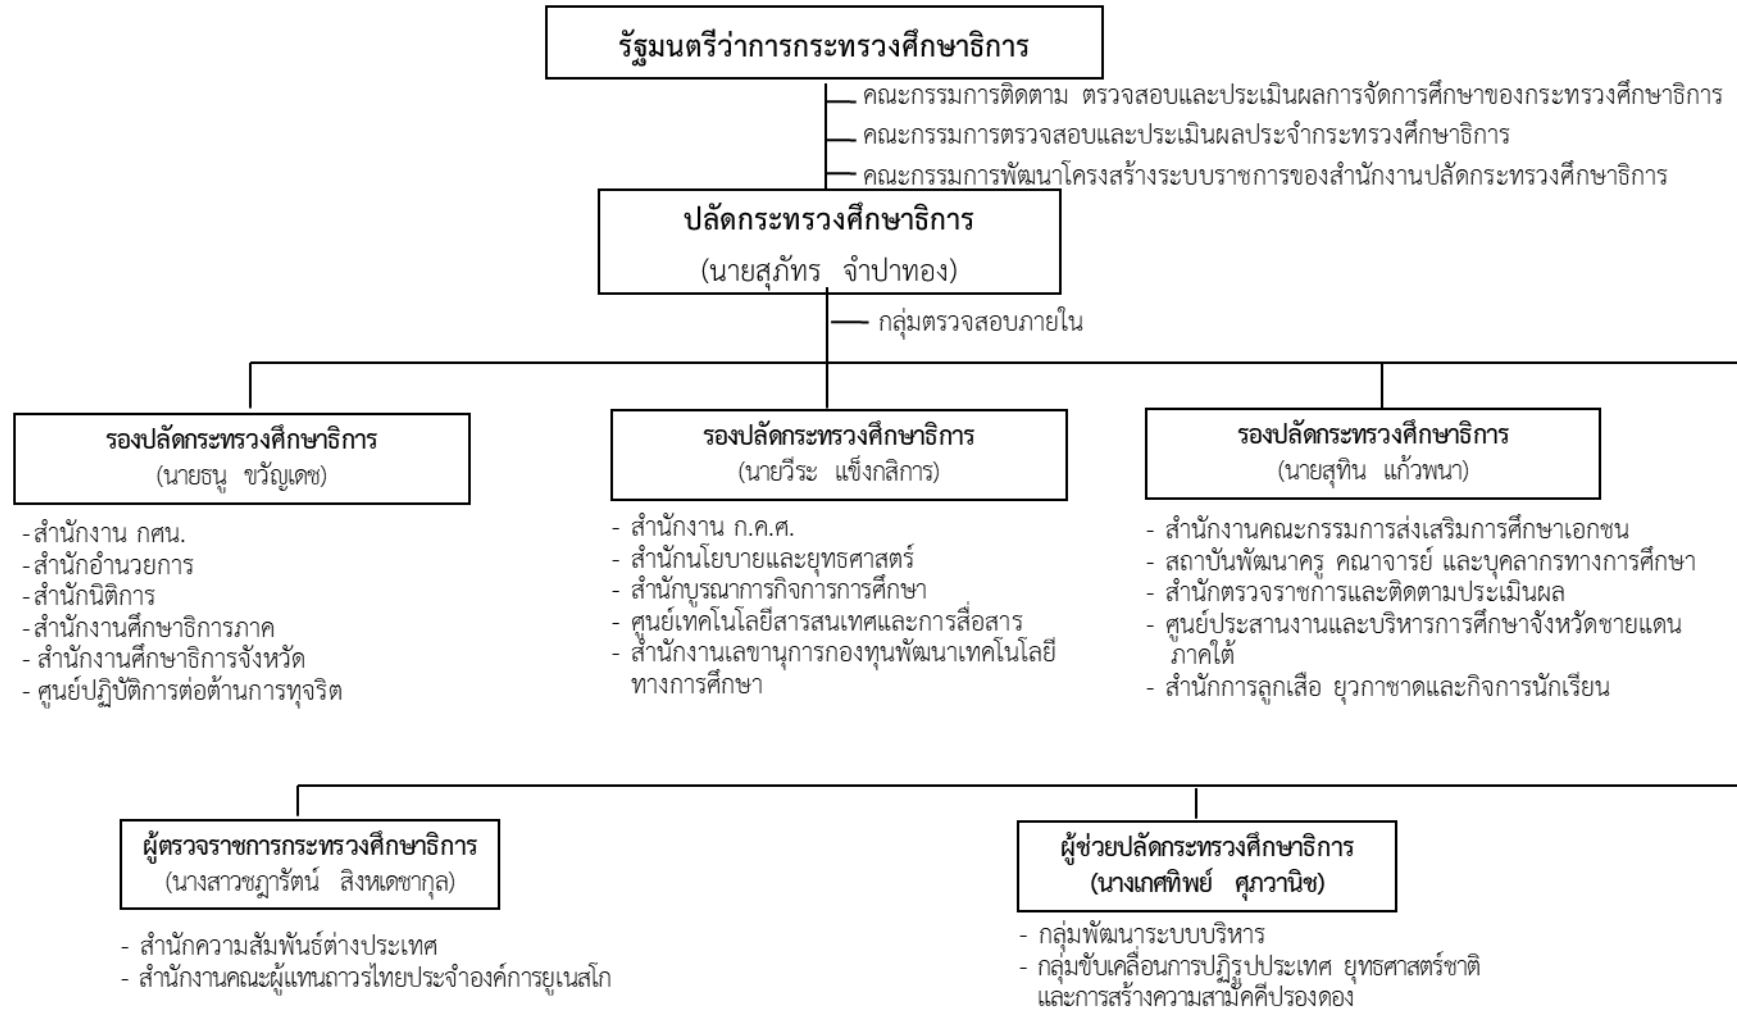 รัฐมนตรีว่าการกระทรวงศึกษาธิการ
คณะกรรมการติดตาม ตรวจสอบและประเมินผลการจัดการศึกษาของกระทรวงศึกษาธิการ
คณะกรรมการตรวจสอบและประเมินผลประจำกระทรวงศึกษาธิการ
คณะกรรมการพัฒนาโครงสร้างระบบราชการของสำนักงานปลัดกระทรวงศึกษาธิการ
ปลัดกระทรวงศึกษาธิการ
(นายสุภัทร จำปาทอง)
กลุ่มตรวจสอบภายใน
รองปลัดกระทรวงศึกษาธิการ
(นายธนู ขวัญเดช)
-สำนักงาน กศน.
-สำนักอำนวยการ
-สำนักนิติการ
-สำนักงานศึกษาธิการภาค
- สำนักงานศึกษาธิการจังหวัด
- ศูนย์ปฏิบัติการต่อต้านการทุจริต
รองปลัดกระทรวงศึกษาธิการ
(นายวีระ แข็งกสิการ)
- สำนักงาน ก.ค.ศ.
- สำนักนโยบายและยุทธศาสตร์
- สำนักบูรณาการกิจการการศึกษา
- ศูนย์เทคโนโลยีสารสนเทศและการสื่อสาร
- สำนักงานเลขานุการกองทุนพัฒนาเทคโนโลยี
ทางการศึกษา
รองปลัดกระทรวงศึกษาธิการ
(นายสุทิน แก้วพนา)
- สำนักงานคณะกรรมการส่งเสริมการศึกษาเอกชน
- สถาบันพัฒนาครู คณาจารย์ และบุคลากรทางการศึกษา
- สำนักตรวจราชการและติดตามประเมินผล
- ศูนย์ประสานงานและบริหารการศึกษาจังหวัดชายแดน
ภาคใต้
- สำนักการลูกเสือ ยุวกาชาดและกิจการนักเรียน
ผู้ตรวจราชการกระทรวงศึกษาธิการ
(นางสาวชฎารัตน์ สิงหเดชากุล)
- สำนักความสัมพันธ์ต่างประเทศ
- สำนักงานคณะผู้แทนถาวรไทยประจำองค์การยูเนสโก
ผู้ช่วยปลัดกระทรวงศึกษาธิการ
(นางเกศทิพย์ ศุภวานิช)
- กลุ่มพัฒนาระบบบริหาร
- กลุ่มขับเคลื่อนการปฏิรูปประเทศ ยุทธศาสตร์ชาติ
และการสร้างความสามัคคีปรองดอง